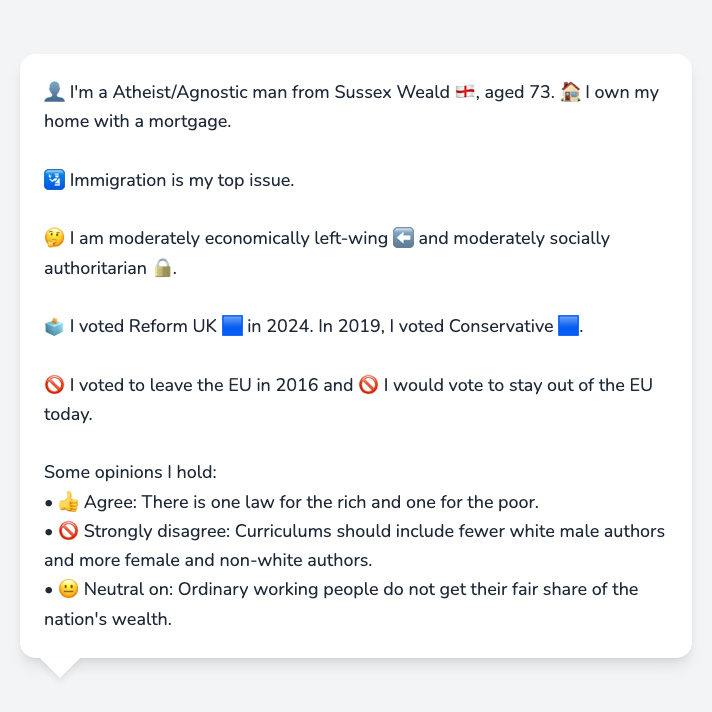 👤 I'm a Atheist/Agnostic man from Sussex Weald 🏴󠁧󠁢󠁥󠁮󠁧󠁿, aged 73. 🏠 I own my
home with a mortgage.
🛂 Immigration is my top issue.
🤔 I am moderately economically left-wing ⬅️ and moderately socially
authoritarian 🔒.
🗳️ I voted Reform UK 🟦 in 2024. In 2019, I voted Conservative 🟦.
🚫 I voted to leave the EU in 2016 and 🚫 I would vote to stay out of the EU
today.
Some opinions I hold:
• 👍 Agree: There is one law for the rich and one for the poor.
• 🚫 Strongly disagree: Curriculums should include fewer white male authors
and more female and non-white authors.
• 😐 Neutral on: Ordinary working people do not get their fair share of the
nation's wealth.